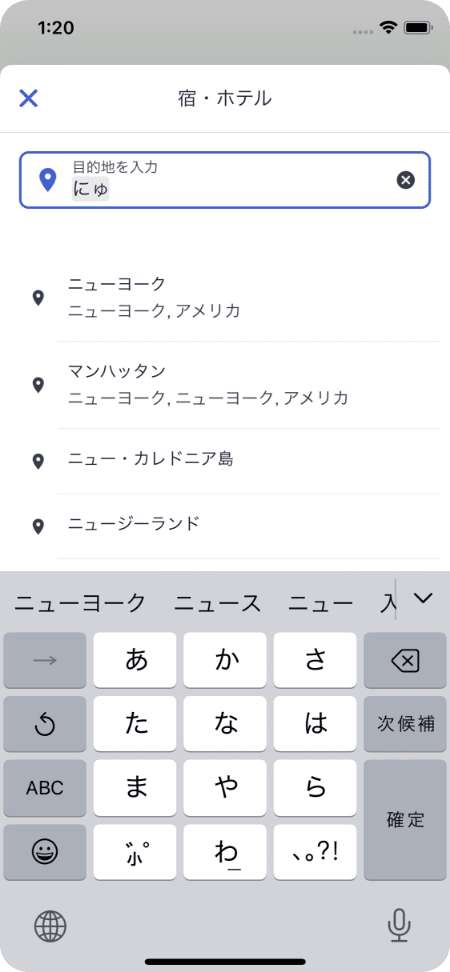 1:20
宿・ホテル
目的地を入力
にゅ
ニューヨーク
ニューヨーク, アメリカ
マンハッタン
ニューヨーク, ニューヨーク, アメリカ
ニュー・カレドニア島
ニュージーランド
ニューヨーク ニュース ニュー 入
→ あ か さ
た な は 次候補
ABC ま や ら 確定
゛゜小 わ_ 、。?!